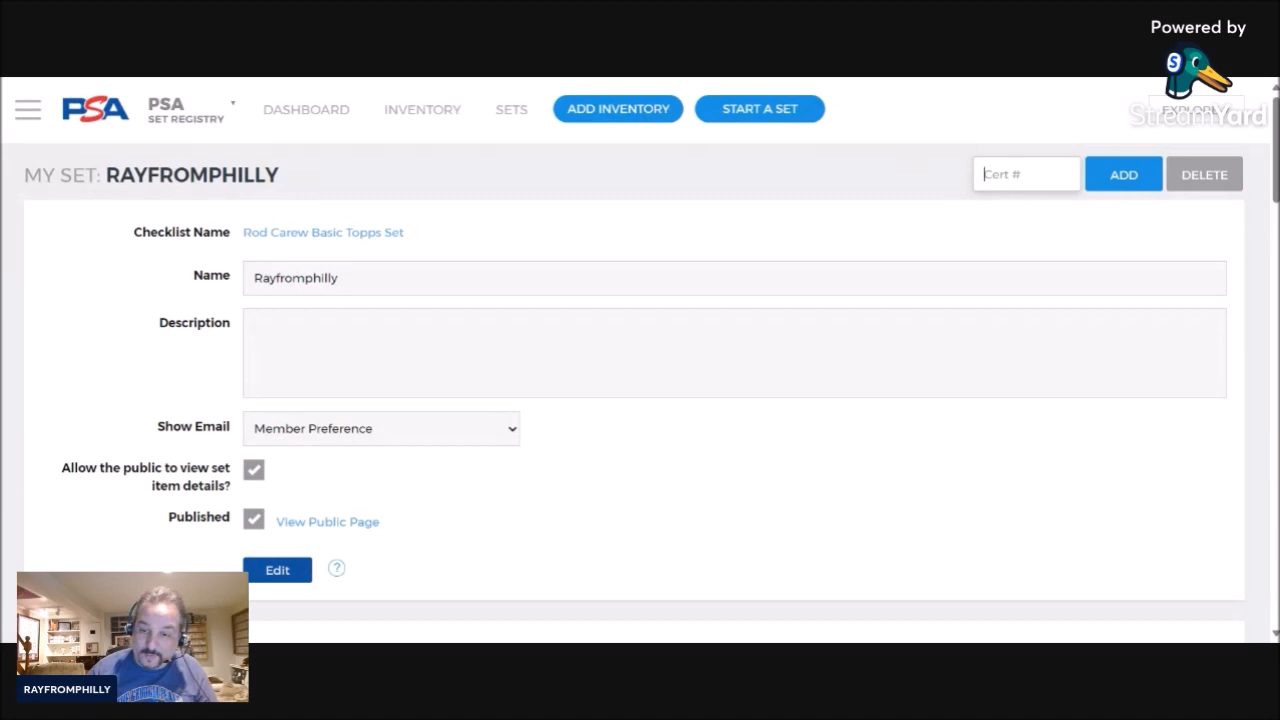 Powered by
StreamYard
PSA
PSA
SET REGISTRY
DASHBOARD
INVENTORY
SETS
ADD INVENTORY
START A SET
EXPLORE
MY SET: RAYFROMPHILLY
Cert #
ADD
DELETE
Checklist Name
Rod Carew Basic Topps Set
Name
Rayfromphilly
Description
Show Email
Member Preference
Allow the public to view set
item details?
Published
View Public Page
Edit
?
RAYFROMPHILLY